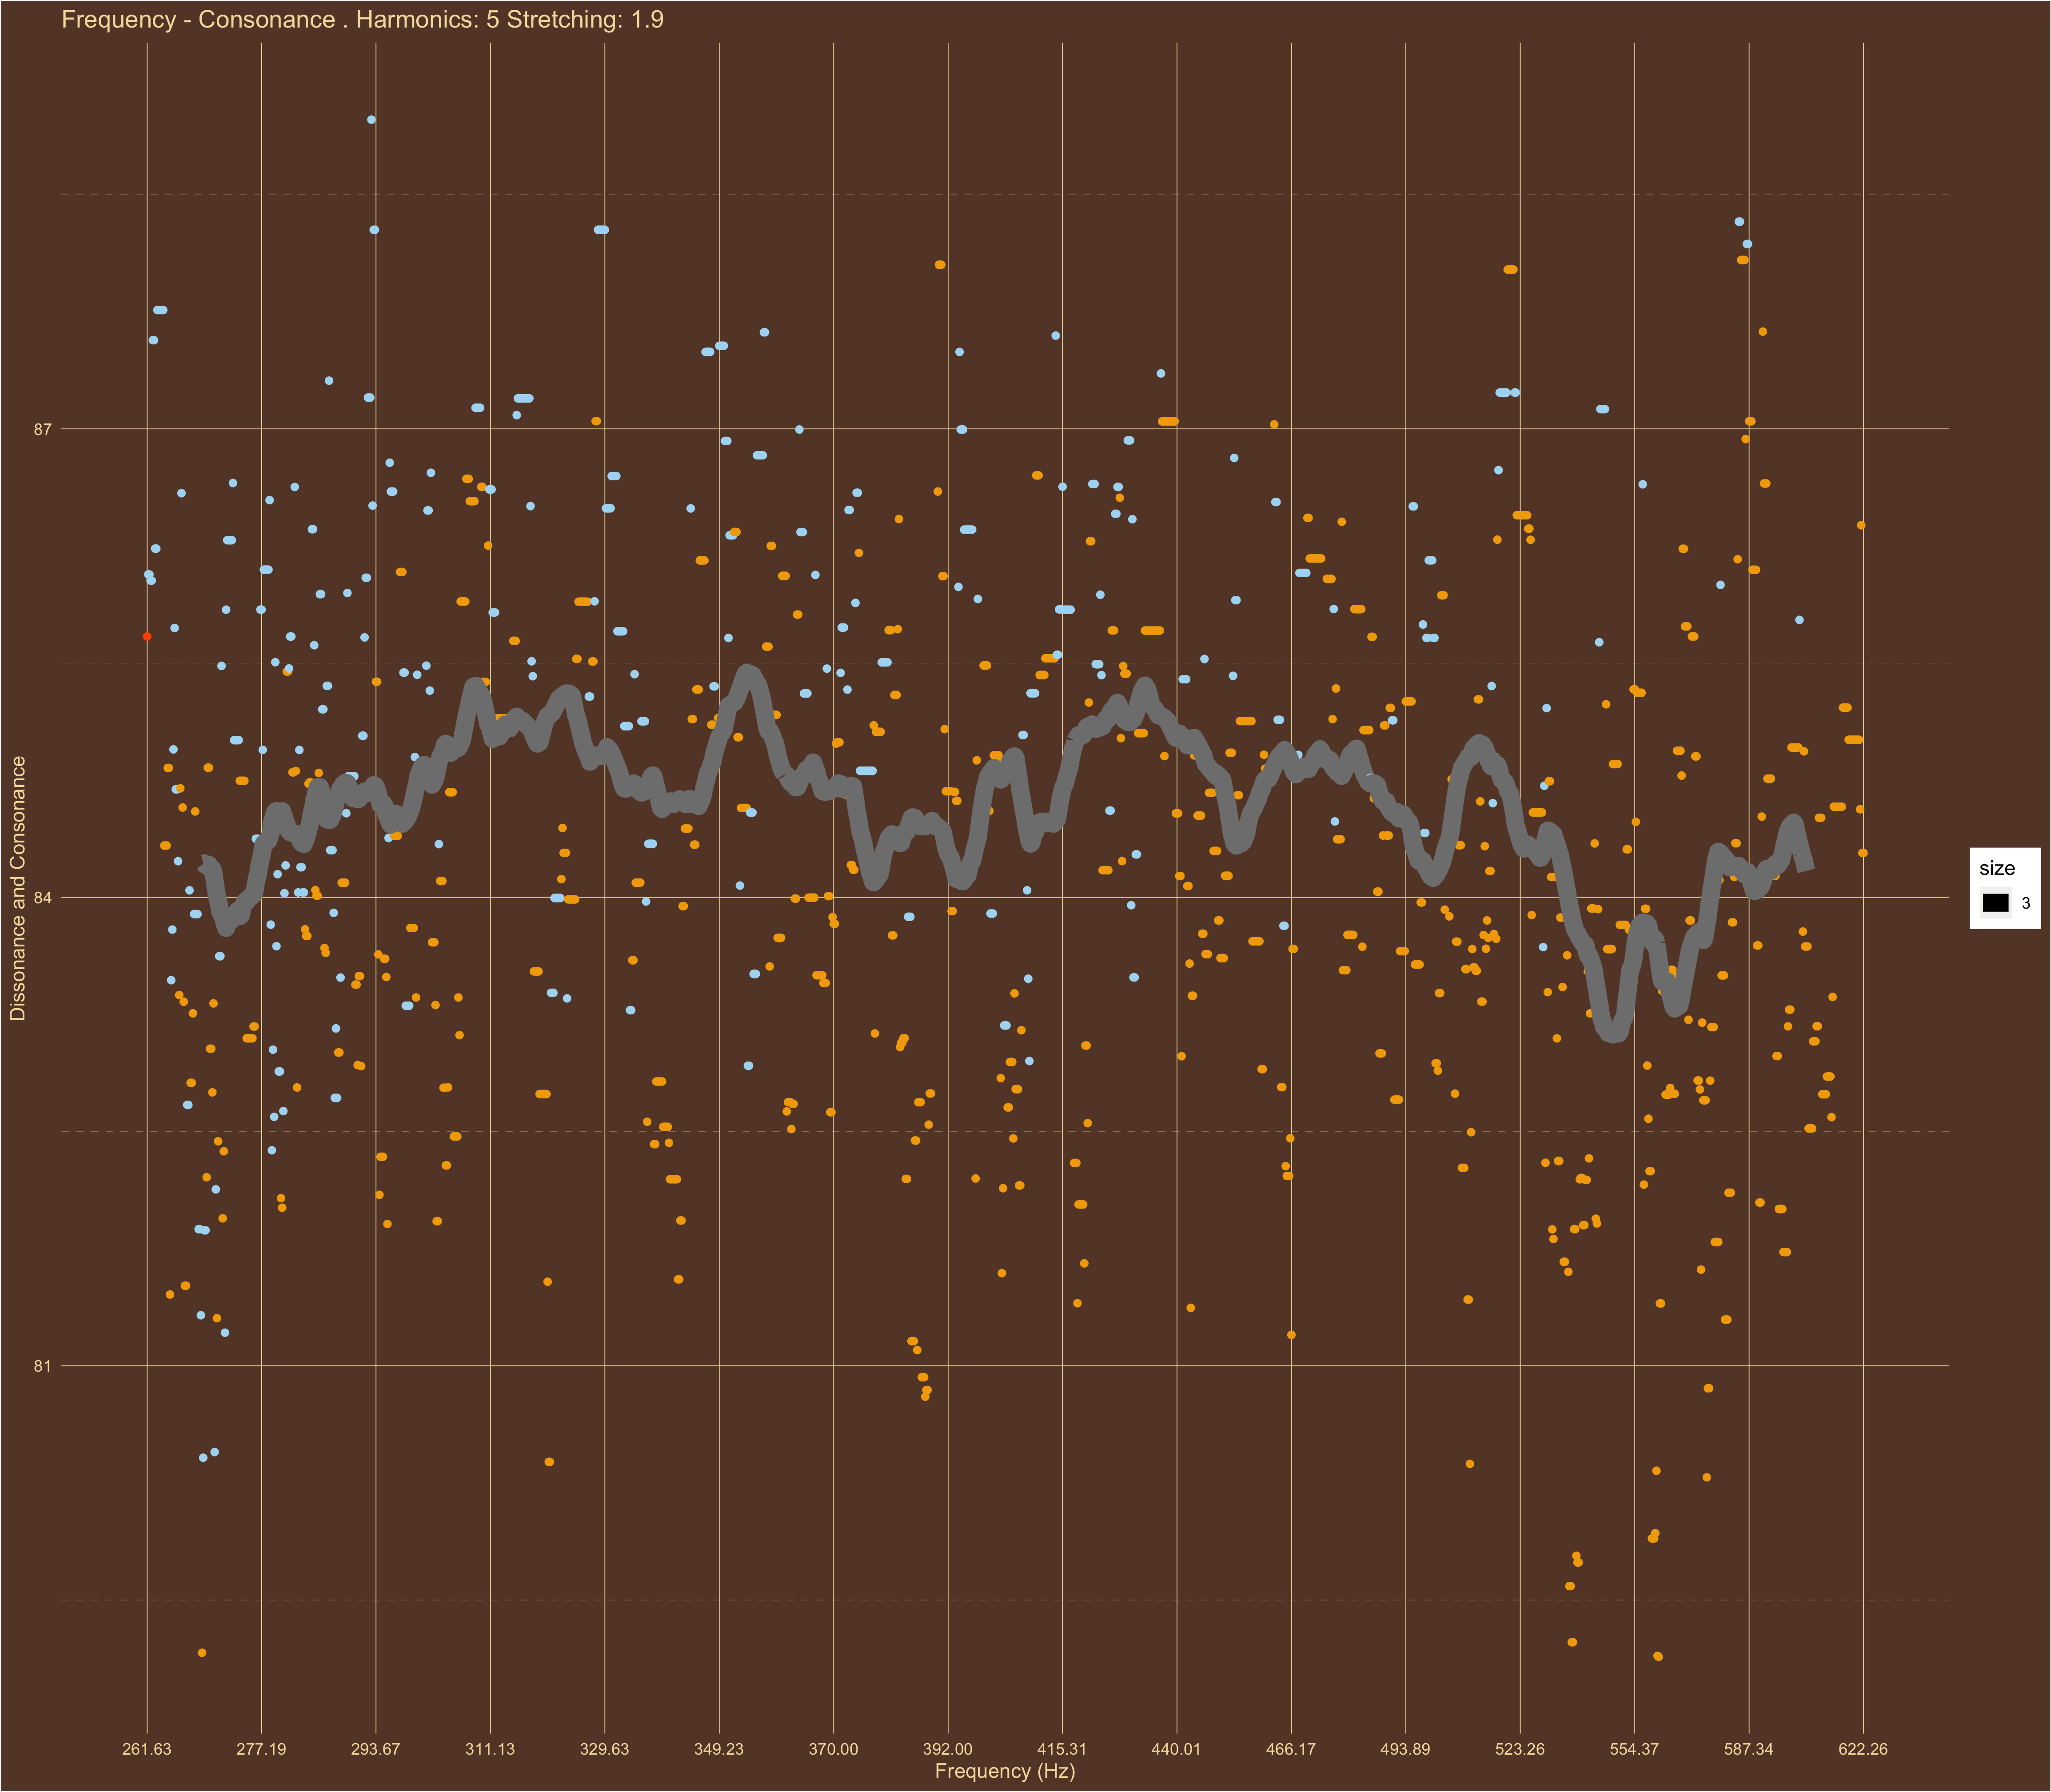 Frequency - Consonance . Harmonics: 5 Stretching: 1.9
87
84
81
Dissonance and Consonance
261.63 277.19 293.67 311.13 329.63 349.23 370.00 392.00 415.31 440.01 466.17 493.89 523.26 554.37 587.34 622.26
Frequency (Hz)
size
3